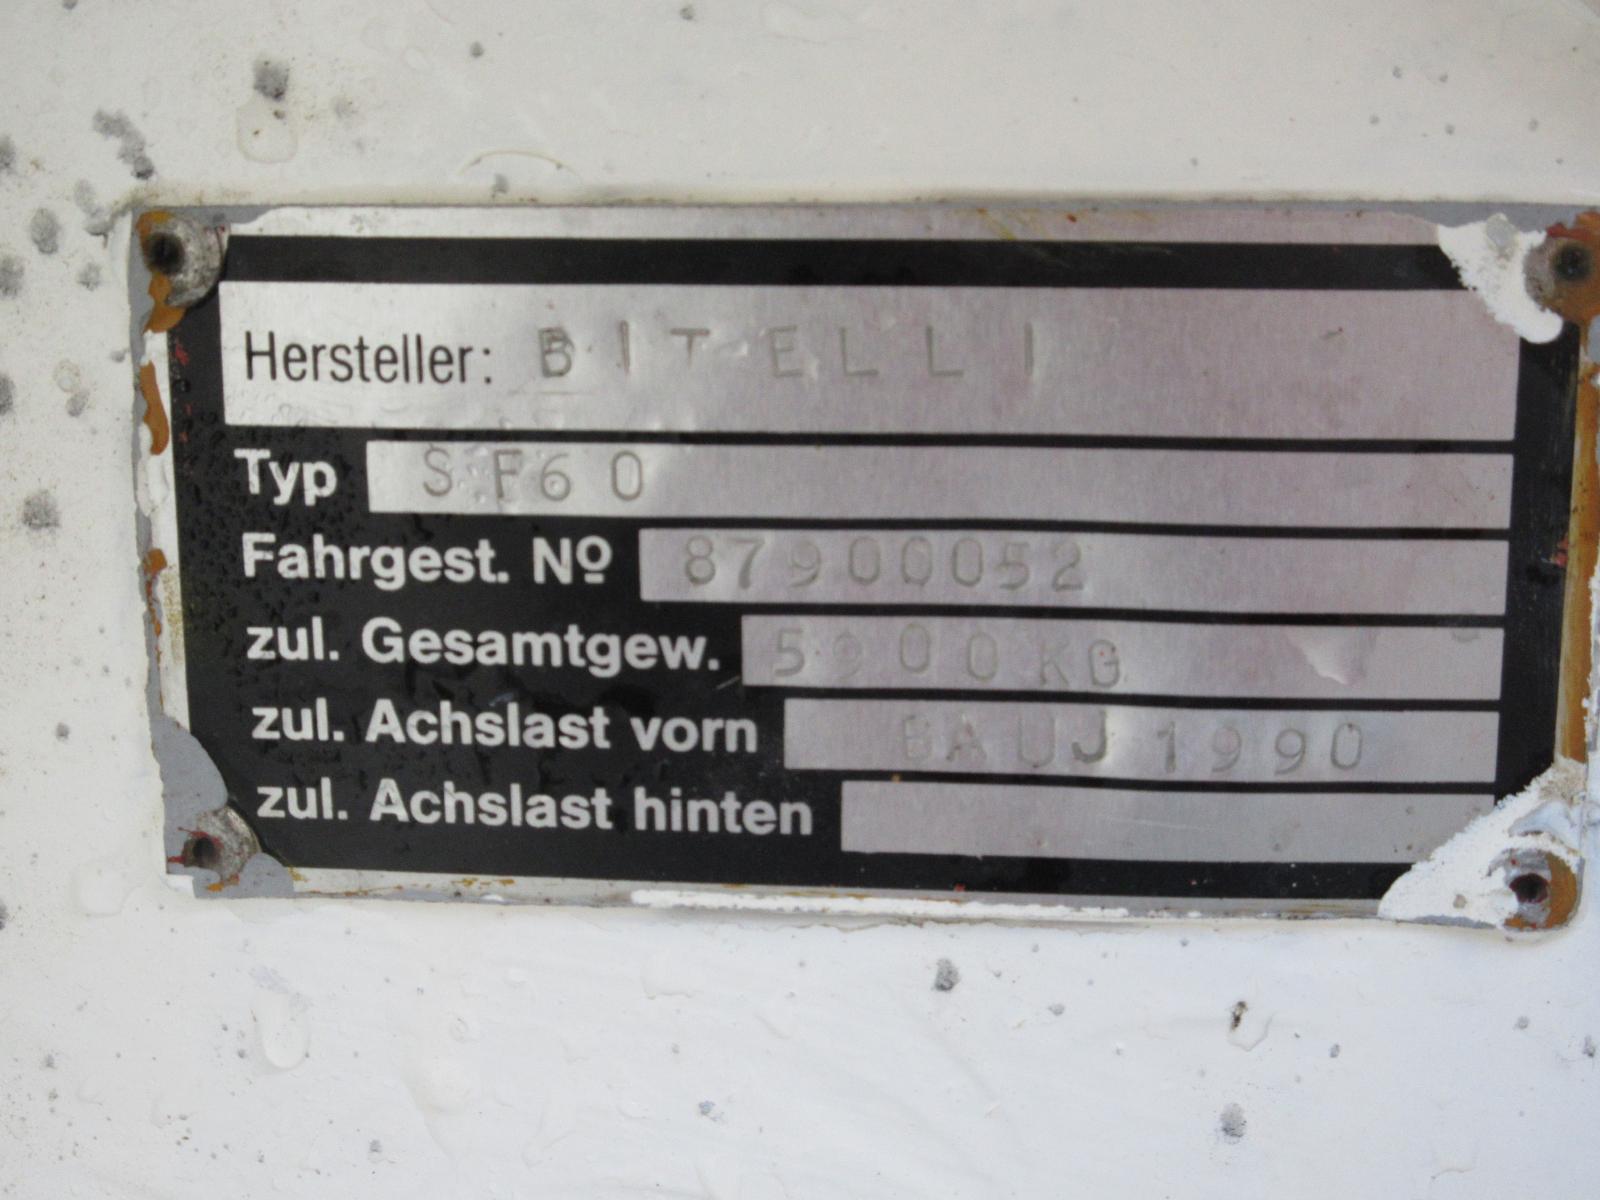 Hersteller: BITELLI
Typ SF60
Fahrgest. Nº 87900052
zul. Gesamtgew. 5900KG
zul. Achslast vorn BAUJ 1990
zul. Achslast hinten